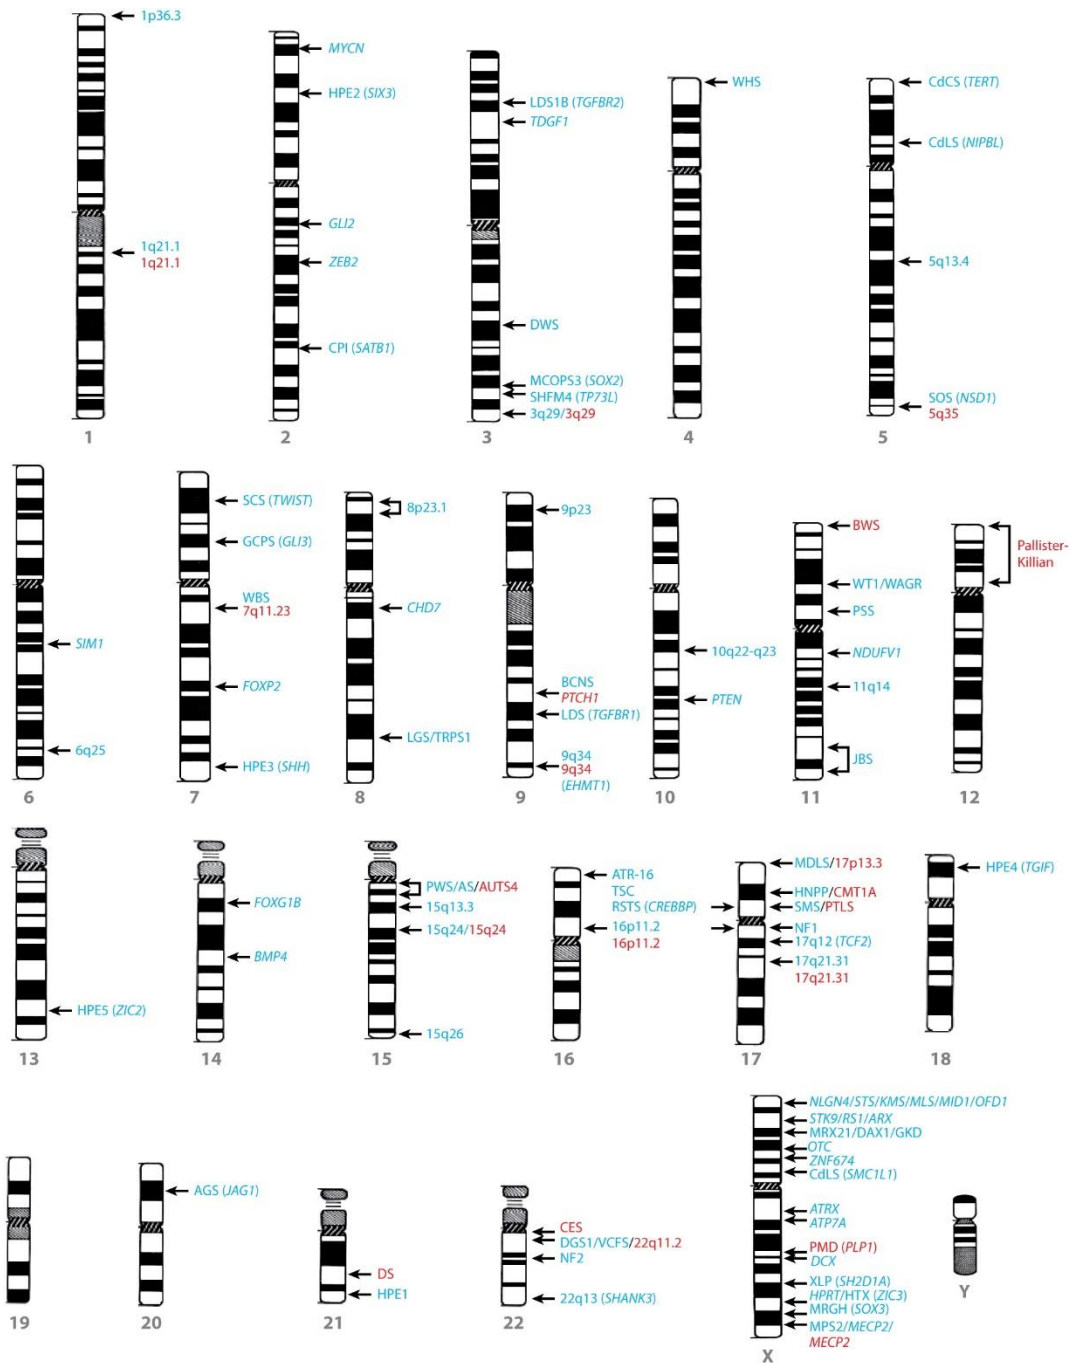 1p36.3
1q21.1
1q21.1
1
MYCN
HPE2 (SIX3)
GLI2
ZEB2
CPI (SATB1)
2
LDS1B (TGFBR2)
TDGF1
DWS
MCOPS3 (SOX2)
SHFM4 (TP73L)
3q29/3q29
3
WHS
4
CdCS (TERT)
CdLS (NIPBL)
5q13.4
SOS (NSD1)
5q35
5
SIM1
6q25
6
SCS (TWIST)
GCPS (GLI3)
WBS
7q11.23
FOXP2
HPE3 (SHH)
7
8p23.1
CHD7
LGS/TRPS1
8
9p23
BCNS
PTCH1
LDS (TGFBR1)
9q34
9q34
(EHMT1)
9
10q22-q23
PTEN
10
BWS
WT1/WAGR
PSS
NDUFV1
11q14
JBS
11
Pallister-
Killian
12
HPE5 (ZIC2)
13
FOXG1B
BMP4
14
PWS/AS/AUTS4
15q13.3
15q24/15q24
15q26
15
ATR-16
TSC
RSTS (CREBBP)
16p11.2
16p11.2
16
MDLS/17p13.3
HNPP/CMT1A
SMS/PTLS
NF1
17q12 (TCF2)
17q21.31
17q21.31
17
HPE4 (TGIF)
18
19
AGS (JAG1)
20
DS
HPE1
21
CES
DGS1/VCFS/22q11.2
NF2
22q13 (SHANK3)
22
NLGN4/STS/KMS/MLS/MID1/OFD1
STK9/RS1/ARX
MRX21/DAX1/GKD
OTC
ZNF674
CdLS (SMC1L1)
ATRX
ATP7A
PMD (PLP1)
DCX
XLP (SH2D1A)
HPRT/HTX (ZIC3)
MRGH (SOX3)
MPS2/MECP2/
MECP2
X
Y